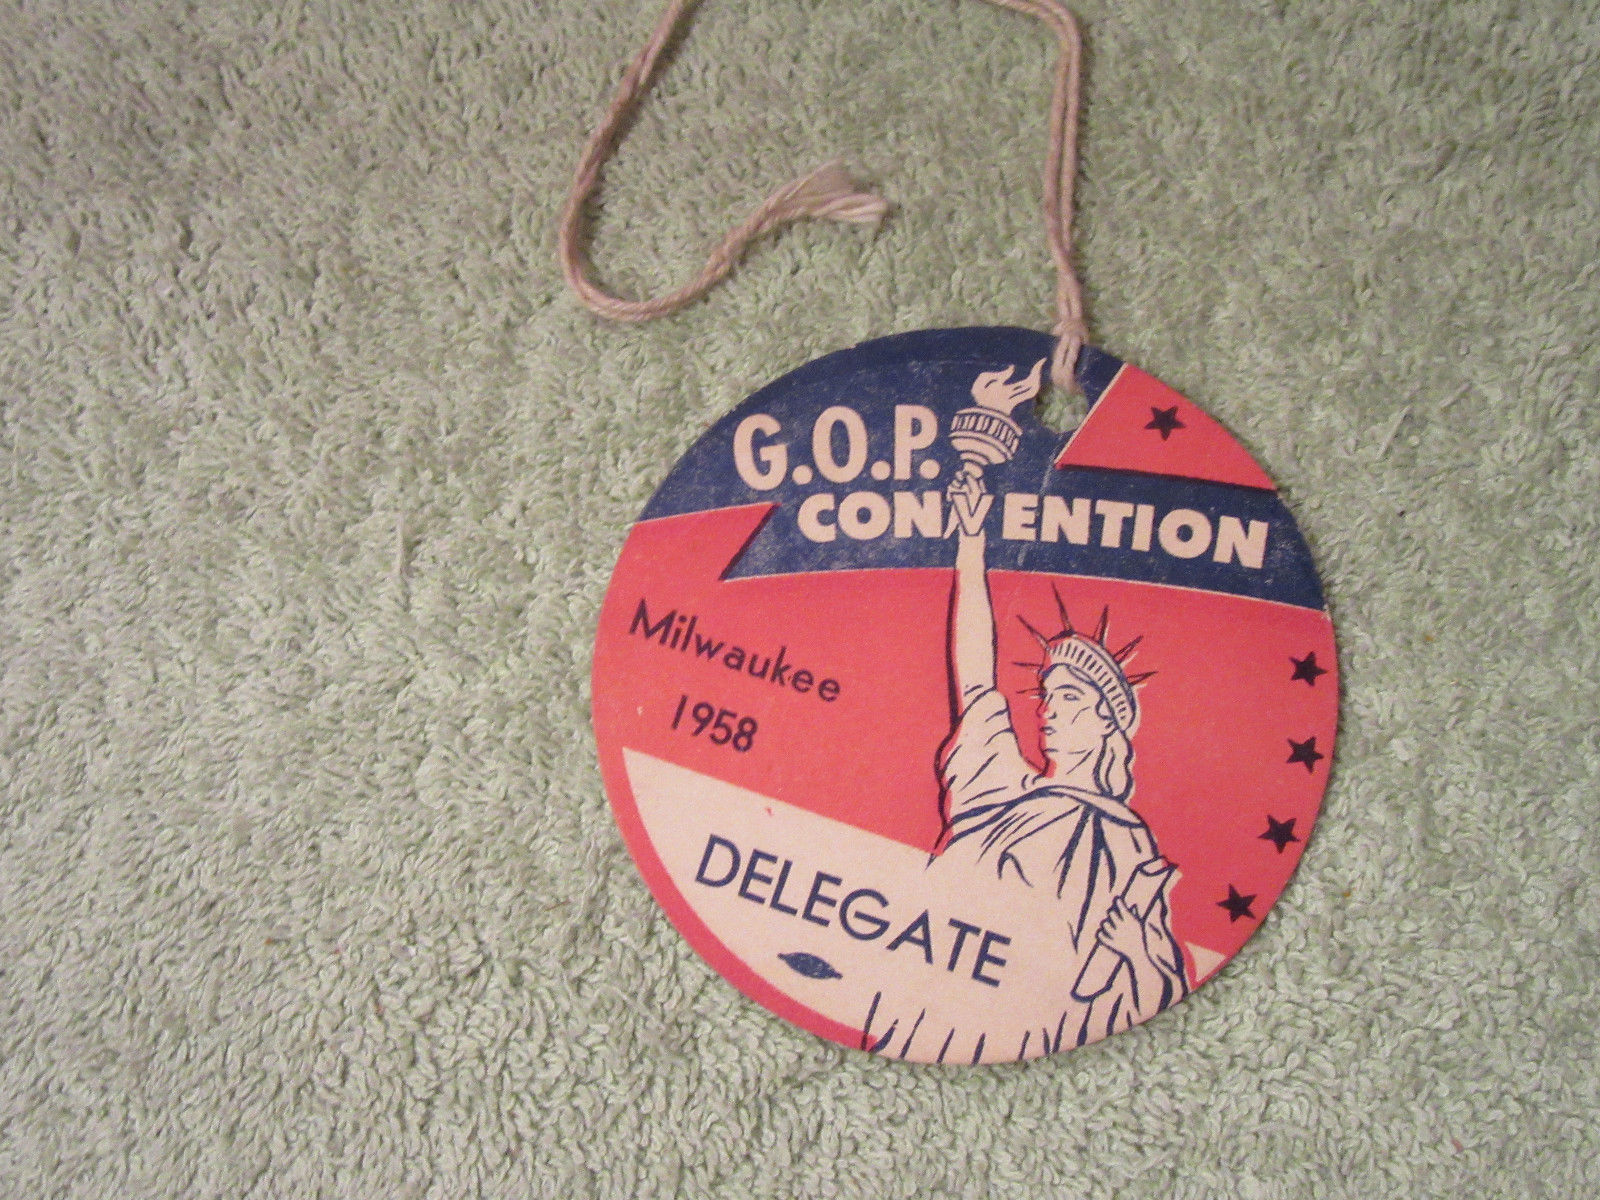 G.O.P.
CONVENTION
Milwaukee
1958
DELEGATE